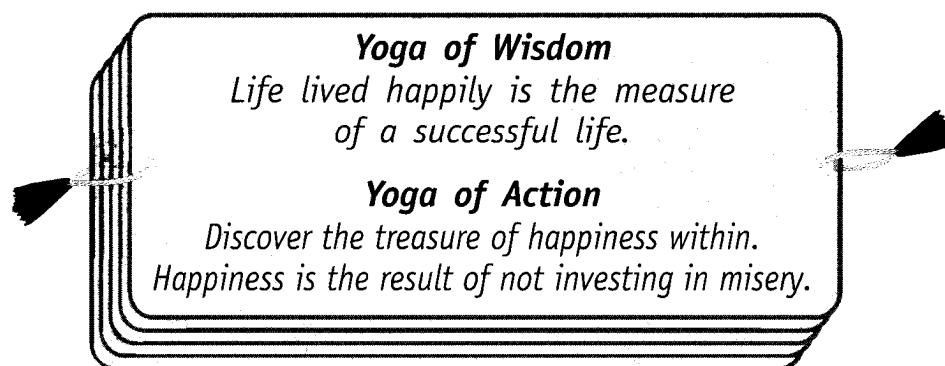 Yoga of Wisdom
Life lived happily is the measure
of a successful life.
Yoga of Action
Discover the treasure of happiness within.
Happiness is the result of not investing in misery.